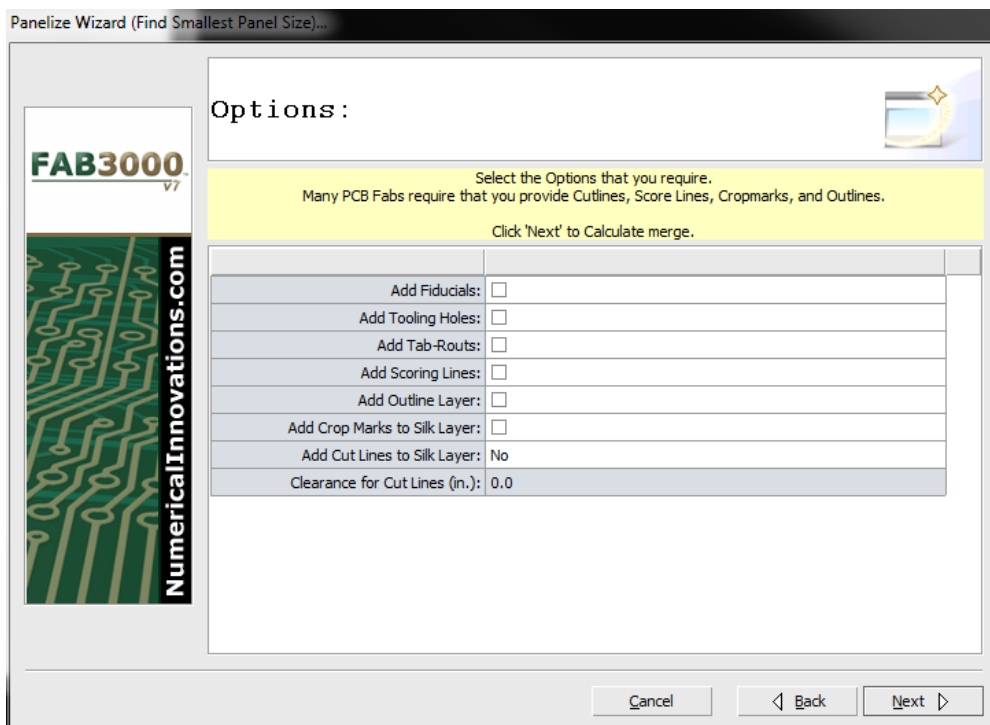 Panelize Wizard (Find Smallest Panel Size)...
Options:
FAB3000
V7
NumericalInnovations.com
Select the Options that you require.
Many PCB Fabs require that you provide Cutlines, Score Lines, Cropmarks, and Outlines.
Click 'Next' to Calculate merge.
Add Fiducials:
Add Tooling Holes:
Add Tab-Routs:
Add Scoring Lines:
Add Outline Layer:
Add Crop Marks to Silk Layer:
Add Cut Lines to Silk Layer: No
Clearance for Cut Lines (in.): 0.0
Cancel
Back
Next